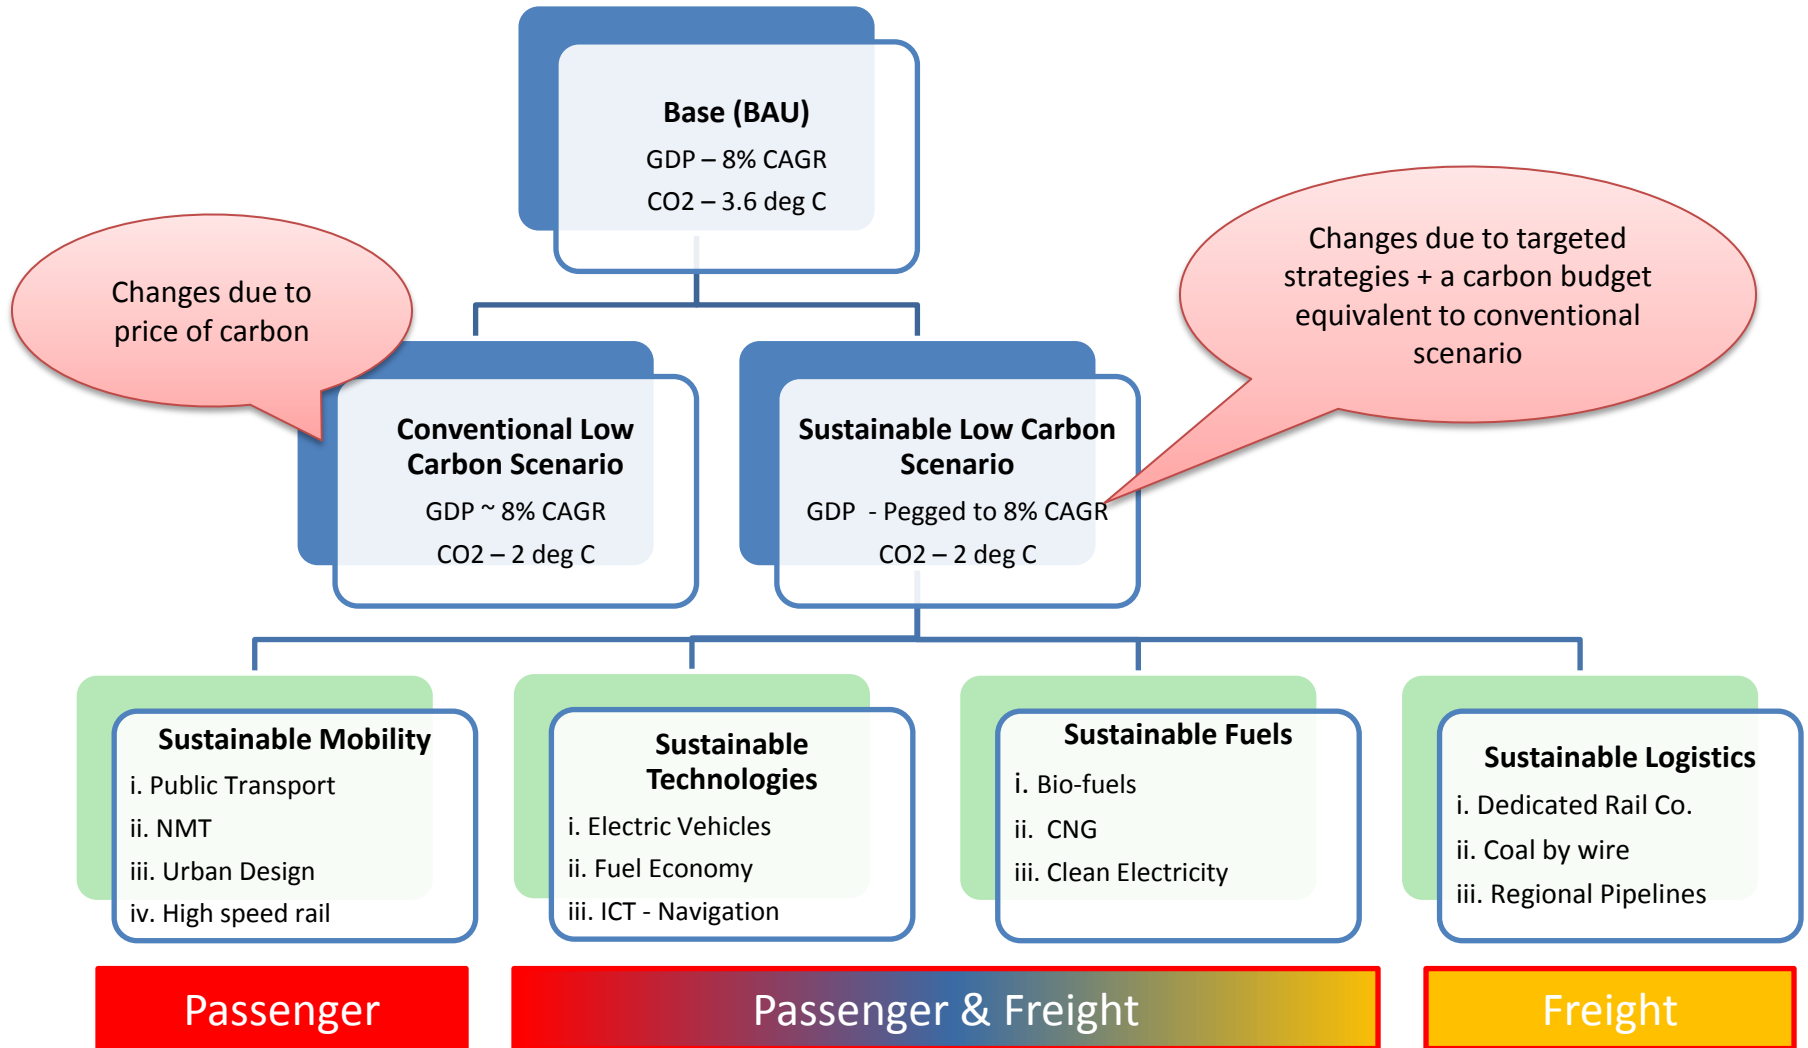 Base (BAU)
GDP – 8% CAGR
CO2 – 3.6 deg C
Changes due to
price of carbon
Changes due to targeted
strategies + a carbon budget
equivalent to conventional
scenario
Conventional Low
Carbon Scenario
GDP ~ 8% CAGR
CO2 – 2 deg C
Sustainable Low Carbon
Scenario
GDP - Pegged to 8% CAGR
CO2 – 2 deg C
Sustainable Mobility
i. Public Transport
ii. NMT
iii. Urban Design
iv. High speed rail
Sustainable
Technologies
i. Electric Vehicles
ii. Fuel Economy
iii. ICT - Navigation
Sustainable Fuels
i. Bio-fuels
ii. CNG
iii. Clean Electricity
Sustainable Logistics
i. Dedicated Rail Co.
ii. Coal by wire
iii. Regional Pipelines
Passenger
Passenger & Freight
Freight